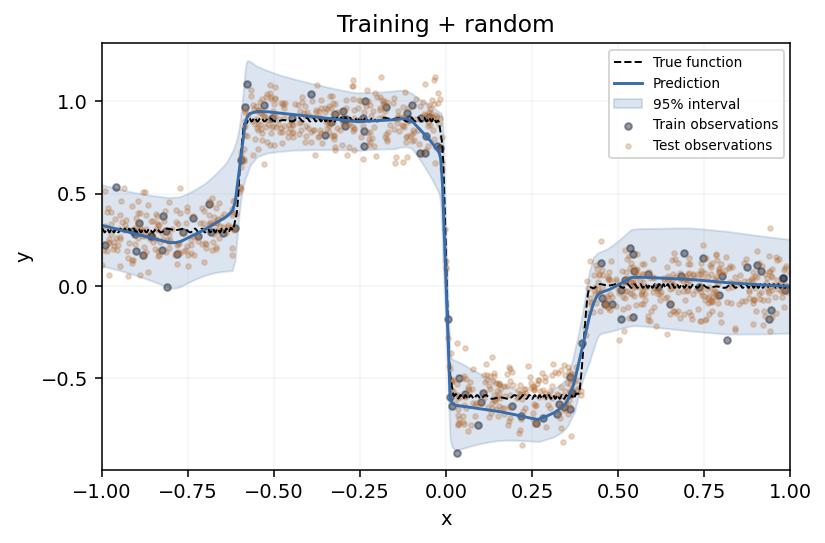 Training + random
True function
Prediction
95% interval
Train observations
Test observations
y
1.0
0.5
0.0
−0.5
−1.00 −0.75 −0.50 −0.25 0.00 0.25 0.50 0.75 1.00
x